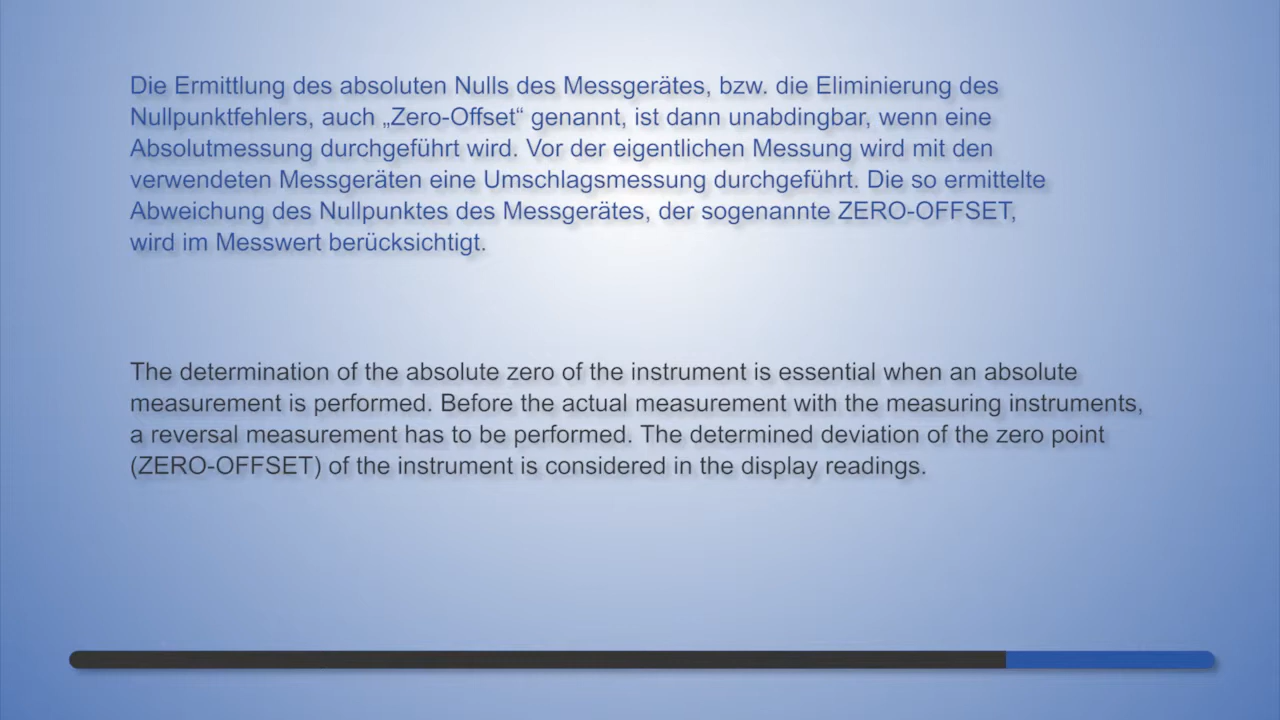 Die Ermittlung des absoluten Nulls des Messgerätes, bzw. die Eliminierung des
Nullpunktfehlers, auch „Zero-Offset“ genannt, ist dann unabdingbar, wenn eine
Absolutmessung durchgeführt wird. Vor der eigentlichen Messung wird mit den
verwendeten Messgeräten eine Umschlagsmessung durchgeführt. Die so ermittelte
Abweichung des Nullpunktes des Messgerätes, der sogenannte ZERO-OFFSET,
wird im Messwert berücksichtigt.
The determination of the absolute zero of the instrument is essential when an absolute
measurement is performed. Before the actual measurement with the measuring instruments,
a reversal measurement has to be performed. The determined deviation of the zero point
(ZERO-OFFSET) of the instrument is considered in the display readings.